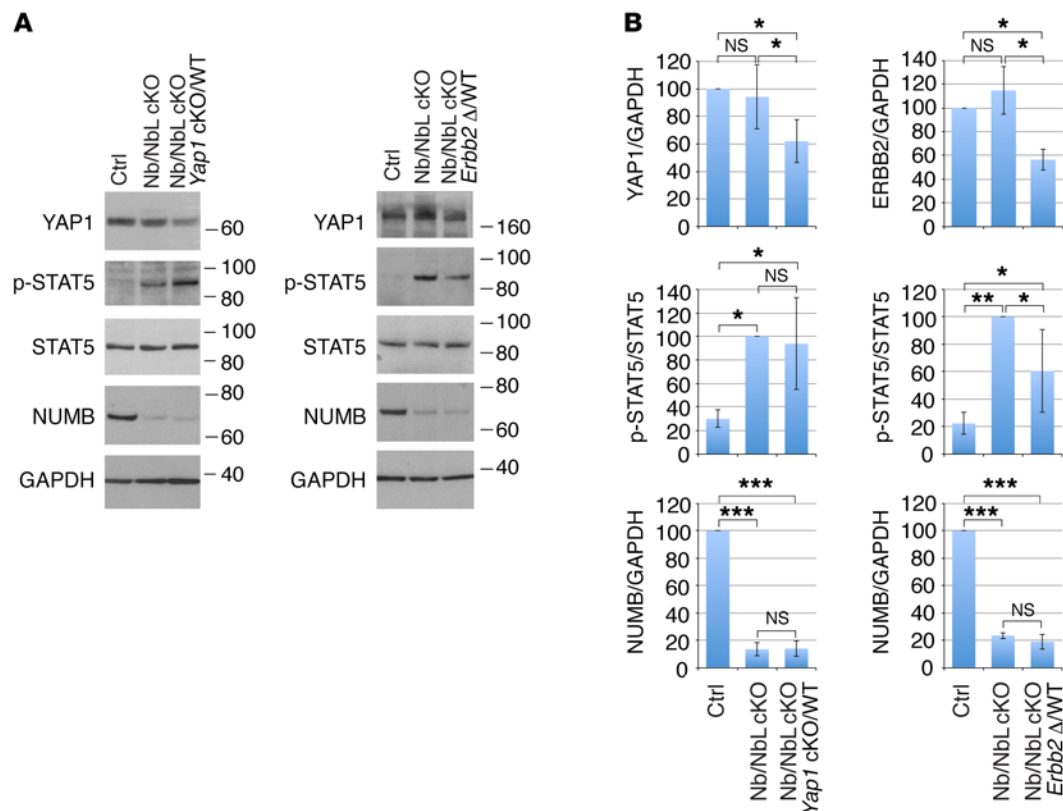 A
Ctrl
Nb/NbL cKO
Nb/NbL cKO
Yap1 cKO/WT
YAP1
60
p-STAT5
100
80
STAT5
100
80
NUMB
80
60
GAPDH
40
Ctrl
Nb/NbL cKO
Nb/NbL cKO
Erbb2 Δ/WT
YAP1
160
p-STAT5
100
80
STAT5
100
80
NUMB
80
60
GAPDH
40
B
YAP1/GAPDH
120
100
80
60
40
20
0
*
NS
*
ERBB2/GAPDH
140
120
100
80
60
40
20
0
*
NS
*
p-STAT5/STAT5
140
120
100
80
60
40
20
0
*
NS
*
p-STAT5/STAT5
120
100
80
60
40
20
0
*
**
*
NUMB/GAPDH
120
100
80
60
40
20
0
***
***
NS
Ctrl
Nb/NbL cKO
Nb/NbL cKO
Yap1 cKO/WT
NUMB/GAPDH
120
100
80
60
40
20
0
***
***
NS
Ctrl
Nb/NbL cKO
Nb/NbL cKO
Erbb2 Δ/WT